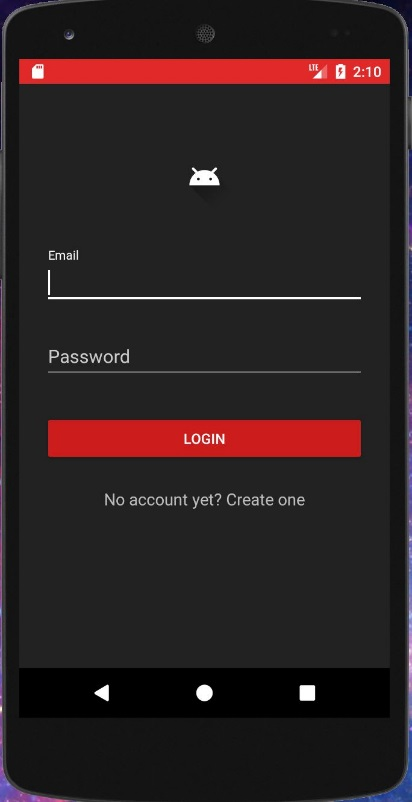 LTE 2:10
Email
Password
LOGIN
No account yet? Create one